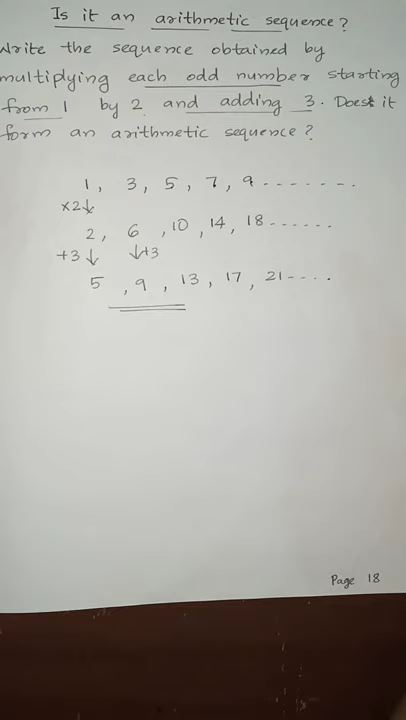 Is it an arithmetic sequence?
Write the sequence obtained by
multiplying each odd number starting
from 1 by 2 and adding 3. Does it
form an arithmetic sequence?
1, 3, 5, 7, 9.......
×2↓
2, 6, 10, 14, 18......
+3↓ ↓+3
5, 9, 13, 17, 21....
Page 18